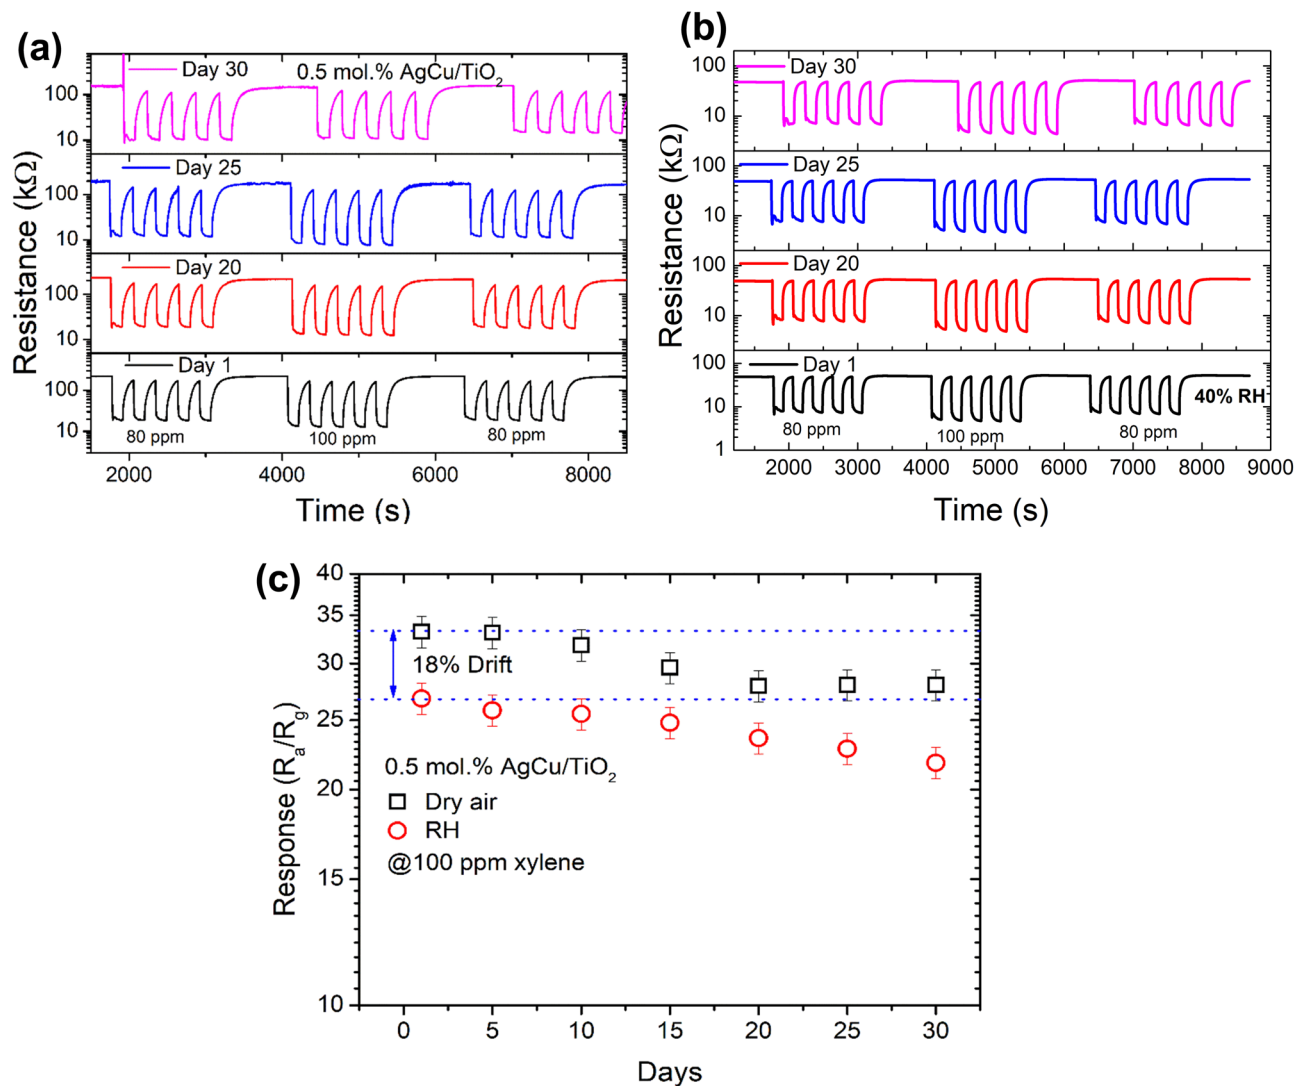 (a)
Day 30
0.5 mol.% AgCu/TiO2
100
10
Day 25
100
10
Day 20
100
10
Day 1
100
10
80 ppm
100 ppm
80 ppm
2000
4000
6000
8000
Resistance (kΩ)
Time (s)
(b)
Day 30
100
10
Day 25
100
10
Day 20
100
10
Day 1
100
10
1
40% RH
80 ppm
100 ppm
80 ppm
2000
3000
4000
5000
6000
7000
8000
9000
Resistance (kΩ)
Time (s)
(c)
40
35
30
25
20
15
10
18% Drift
0.5 mol.% AgCu/TiO2
Dry air
RH
@100 ppm xylene
0
5
10
15
20
25
30
Response (Ra/Rg)
Days